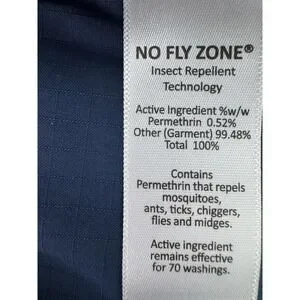 NO FLY ZONE®
Insect Repellent
Technology
Active Ingredient %w/w
Permethrin 0.52%
Other (Garment) 99.48%
Total 100%
Contains
Permethrin that repels
mosquitoes,
ants, ticks, chiggers,
flies and midges.
Active ingredient
remains effective
for 70 washings.